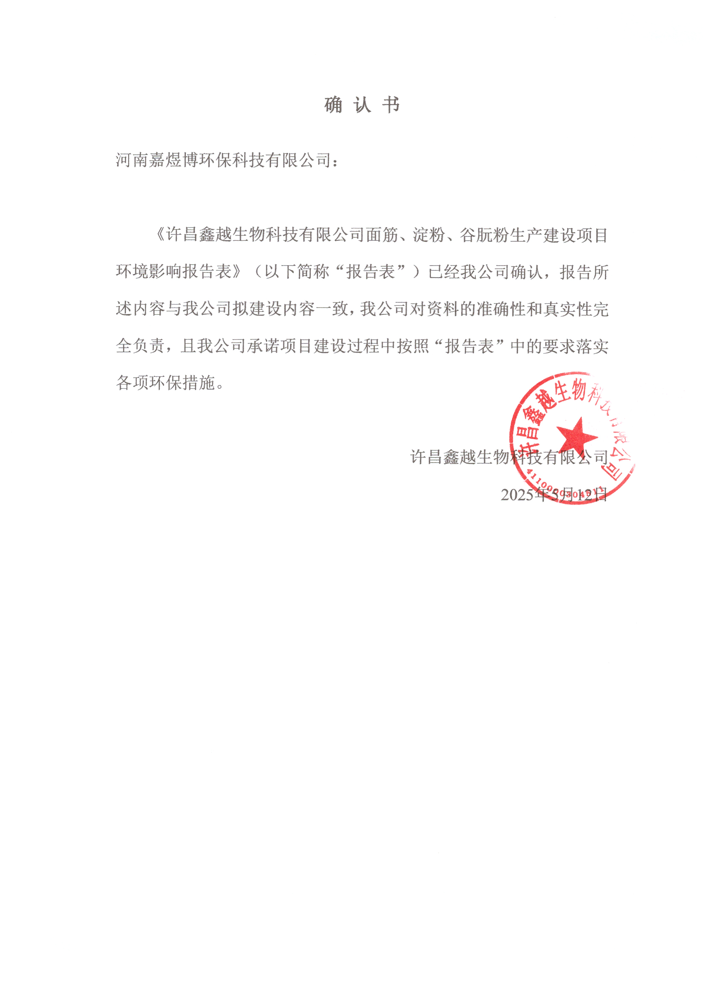 确 认 书
河南嘉煜博环保科技有限公司：
《许昌鑫越生物科技有限公司面筋、淀粉、谷朊粉生产建设项目
环境影响报告表》（以下简称“报告表”）已经我公司确认，报告所
述内容与我公司拟建设内容一致，我公司对资料的准确性和真实性完
全负责，且我公司承诺项目建设过程中按照“报告表”中的要求落实
各项环保措施。
许昌鑫越生物科技有限公司
许昌鑫越生物科技有限公司
2025年5月12日